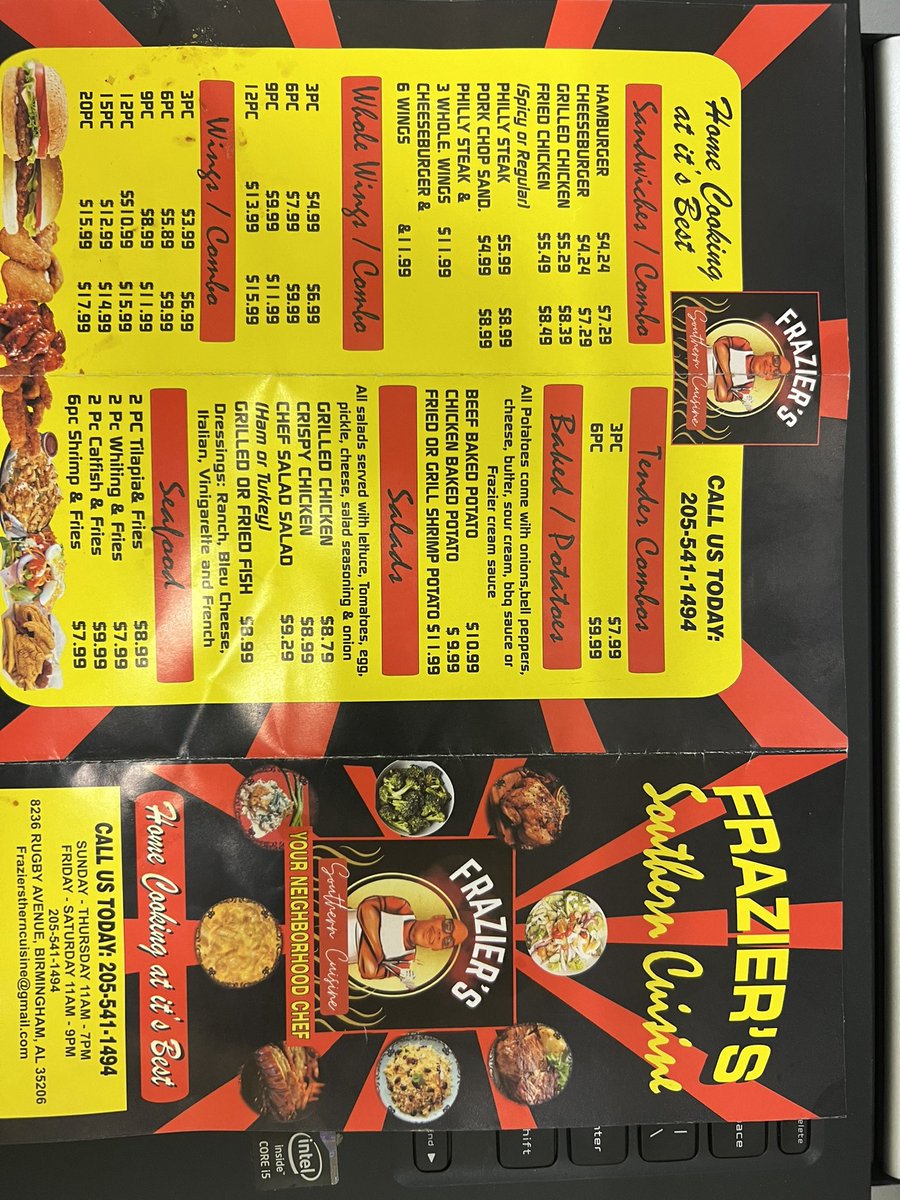 Home Cooking
at it's Best
FRAZIER'S
Southern Cuisine
CALL US TODAY:
205-541-1494
Sandwiches / Combo
HAMBURGER $4.24 $7.29
CHEESEBURGER $4.24 $7.29
GRILLED CHICKEN $5.29 $8.39
FRIED CHICKEN $5.49 $8.49
(Spicy or Regular)
PHILLY STEAK $5.99 $8.99
PORK CHOP SAND. $4.99 $8.99
PHILLY STEAK &
3 WHOLE. WINGS $11.99
CHEESEBURGER &
6 WINGS &11.99
Whole Wings / Combo
3PC $4.99 $6.99
6PC $7.99 $9.99
9PC $9.99 $11.99
12PC $13.99 $15.99
Wings / Combo
3PC $3.99 $6.99
6PC $5.89 $9.99
9PC $8.99 $11.99
12PC $S10.99 $15.99
15PC $12.99 $14.99
20PC $15.99 $17.99
Tender Combos
3PC $7.99
6PC $9.99
Baked / Potatoes
All Potatoes come with onions,bell peppers,
cheese, butter, sour cream, bbq sauce or
Frazier cream sauce
BEEF BAKED POTATO $10.99
CHICKEN BAKED POTATO $ 9.99
FRIED OR GRILL SHRIMP POTATO $11.99
Salads
All salads served with lettuce, Tomatoes, egg,
pickle, cheese, salad seasoning & onion
GRILLED CHICKEN $8.79
CRISPY CHICKEN $8.99
CHEF SALAD SALAD $9.29
(Ham or Turkey)
GRILLED OR FRIED FISH $8.99
Dressings: Ranch, Bleu Cheese,
Italian, Vinigarette and French
Seafood
2 PC Tilapia& Fries $8.99
2 Pc Whiting & Fries $7.99
2 Pc Catfish & Fries $9.99
6pc Shrimp & Fries $7.99
FRAZIER'S
Southern Cuisine
FRAZIER'S
Southern Cuisine
YOUR NEIGHBORHOOD CHEF
Home Cooking at it's Best
CALL US TODAY: 205-541-1494
SUNDAY - THURSDAY 11AM - 7PM
FRIDAY - SATURDAY 11AM - 9PM
205-541-1494
8236 RUGBY AVENUE, BIRMINGHAM, AL 35206
Frazierstherncuisine@gmail.com
elete
ace
\ |
ter
hift
nd
intel
inside
CORE i5